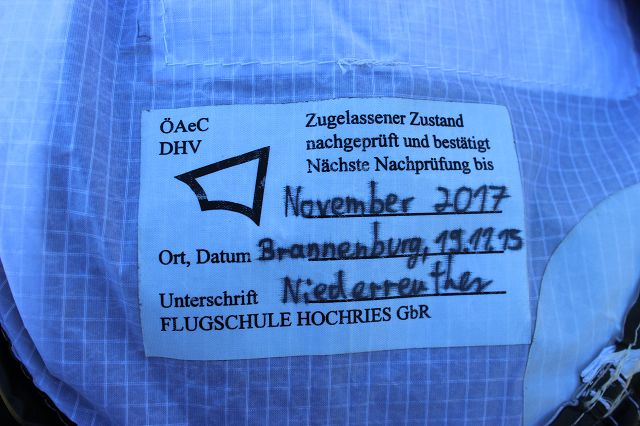 ÖAeC
DHV
Zugelassener Zustand
nachgeprüft und bestätigt
Nächste Nachprüfung bis
November 2017
Ort, Datum Brannenburg, 19.11.15
Unterschrift Niederreuther
FLUGSCHULE HOCHRIES GbR